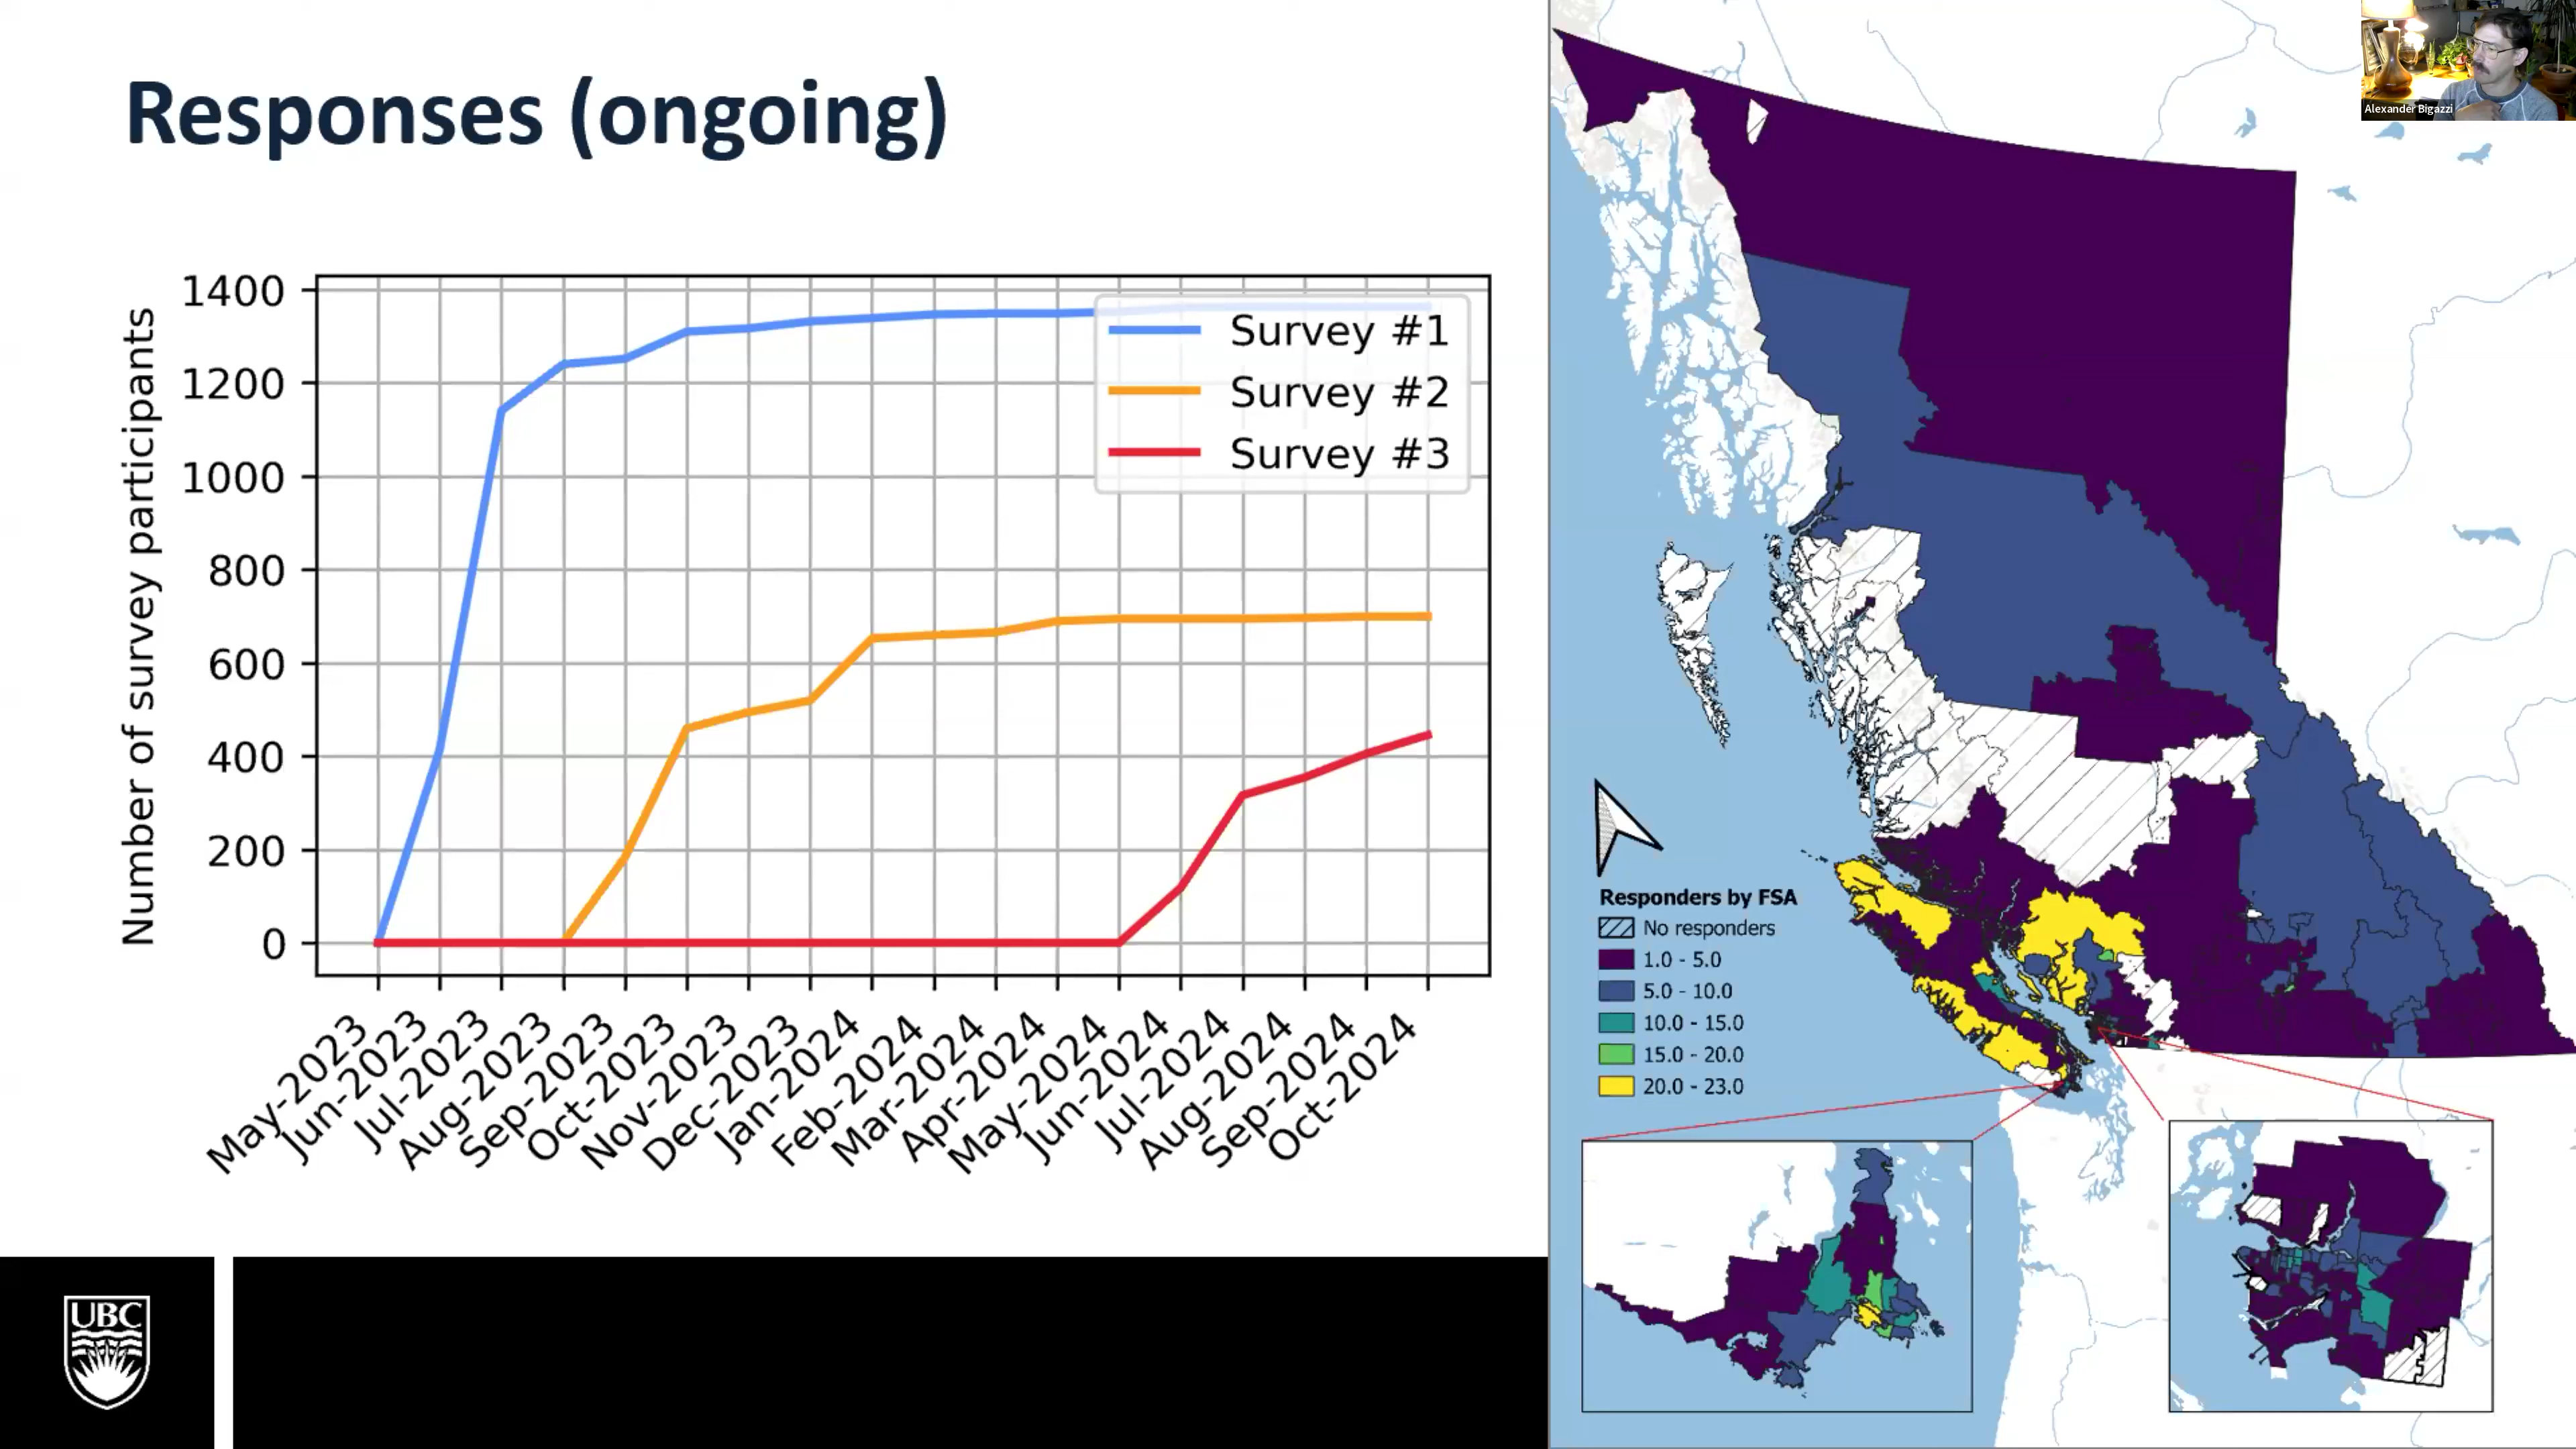 Responses (ongoing)
Number of survey participants
1400
1200
1000
800
600
400
200
0
Survey #1
Survey #2
Survey #3
May-2023
Jun-2023
Jul-2023
Aug-2023
Sep-2023
Oct-2023
Nov-2023
Dec-2023
Jan-2024
Feb-2024
Mar-2024
Apr-2024
May-2024
Jun-2024
Jul-2024
Aug-2024
Sep-2024
Oct-2024
UBC
Alexander Bigazzi
Responders by FSA
No responders
1.0 - 5.0
5.0 - 10.0
10.0 - 15.0
15.0 - 20.0
20.0 - 23.0